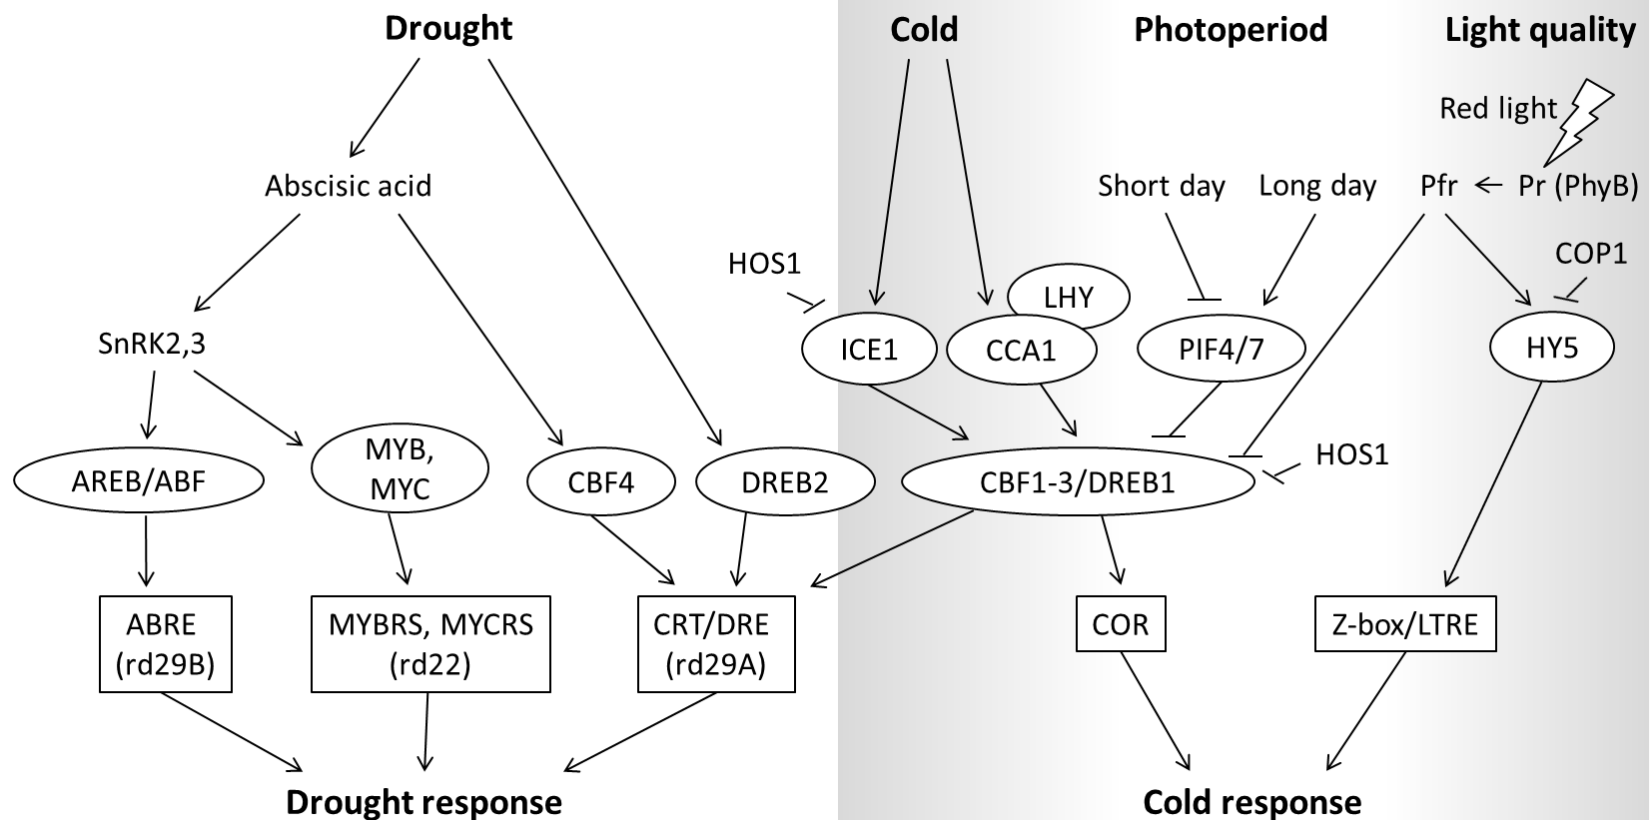 Drought
Cold
Photoperiod
Light quality
Red light
Abscisic acid
Short day
Long day
Pfr
Pr (PhyB)
HOS1
COP1
LHY
SnRK2,3
ICE1
CCA1
PIF4/7
HY5
MYB,
MYC
AREB/ABF
CBF4
DREB2
CBF1-3/DREB1
HOS1
ABRE
(rd29B)
MYBRS, MYCRS
(rd22)
CRT/DRE
(rd29A)
COR
Z-box/LTRE
Drought response
Cold response